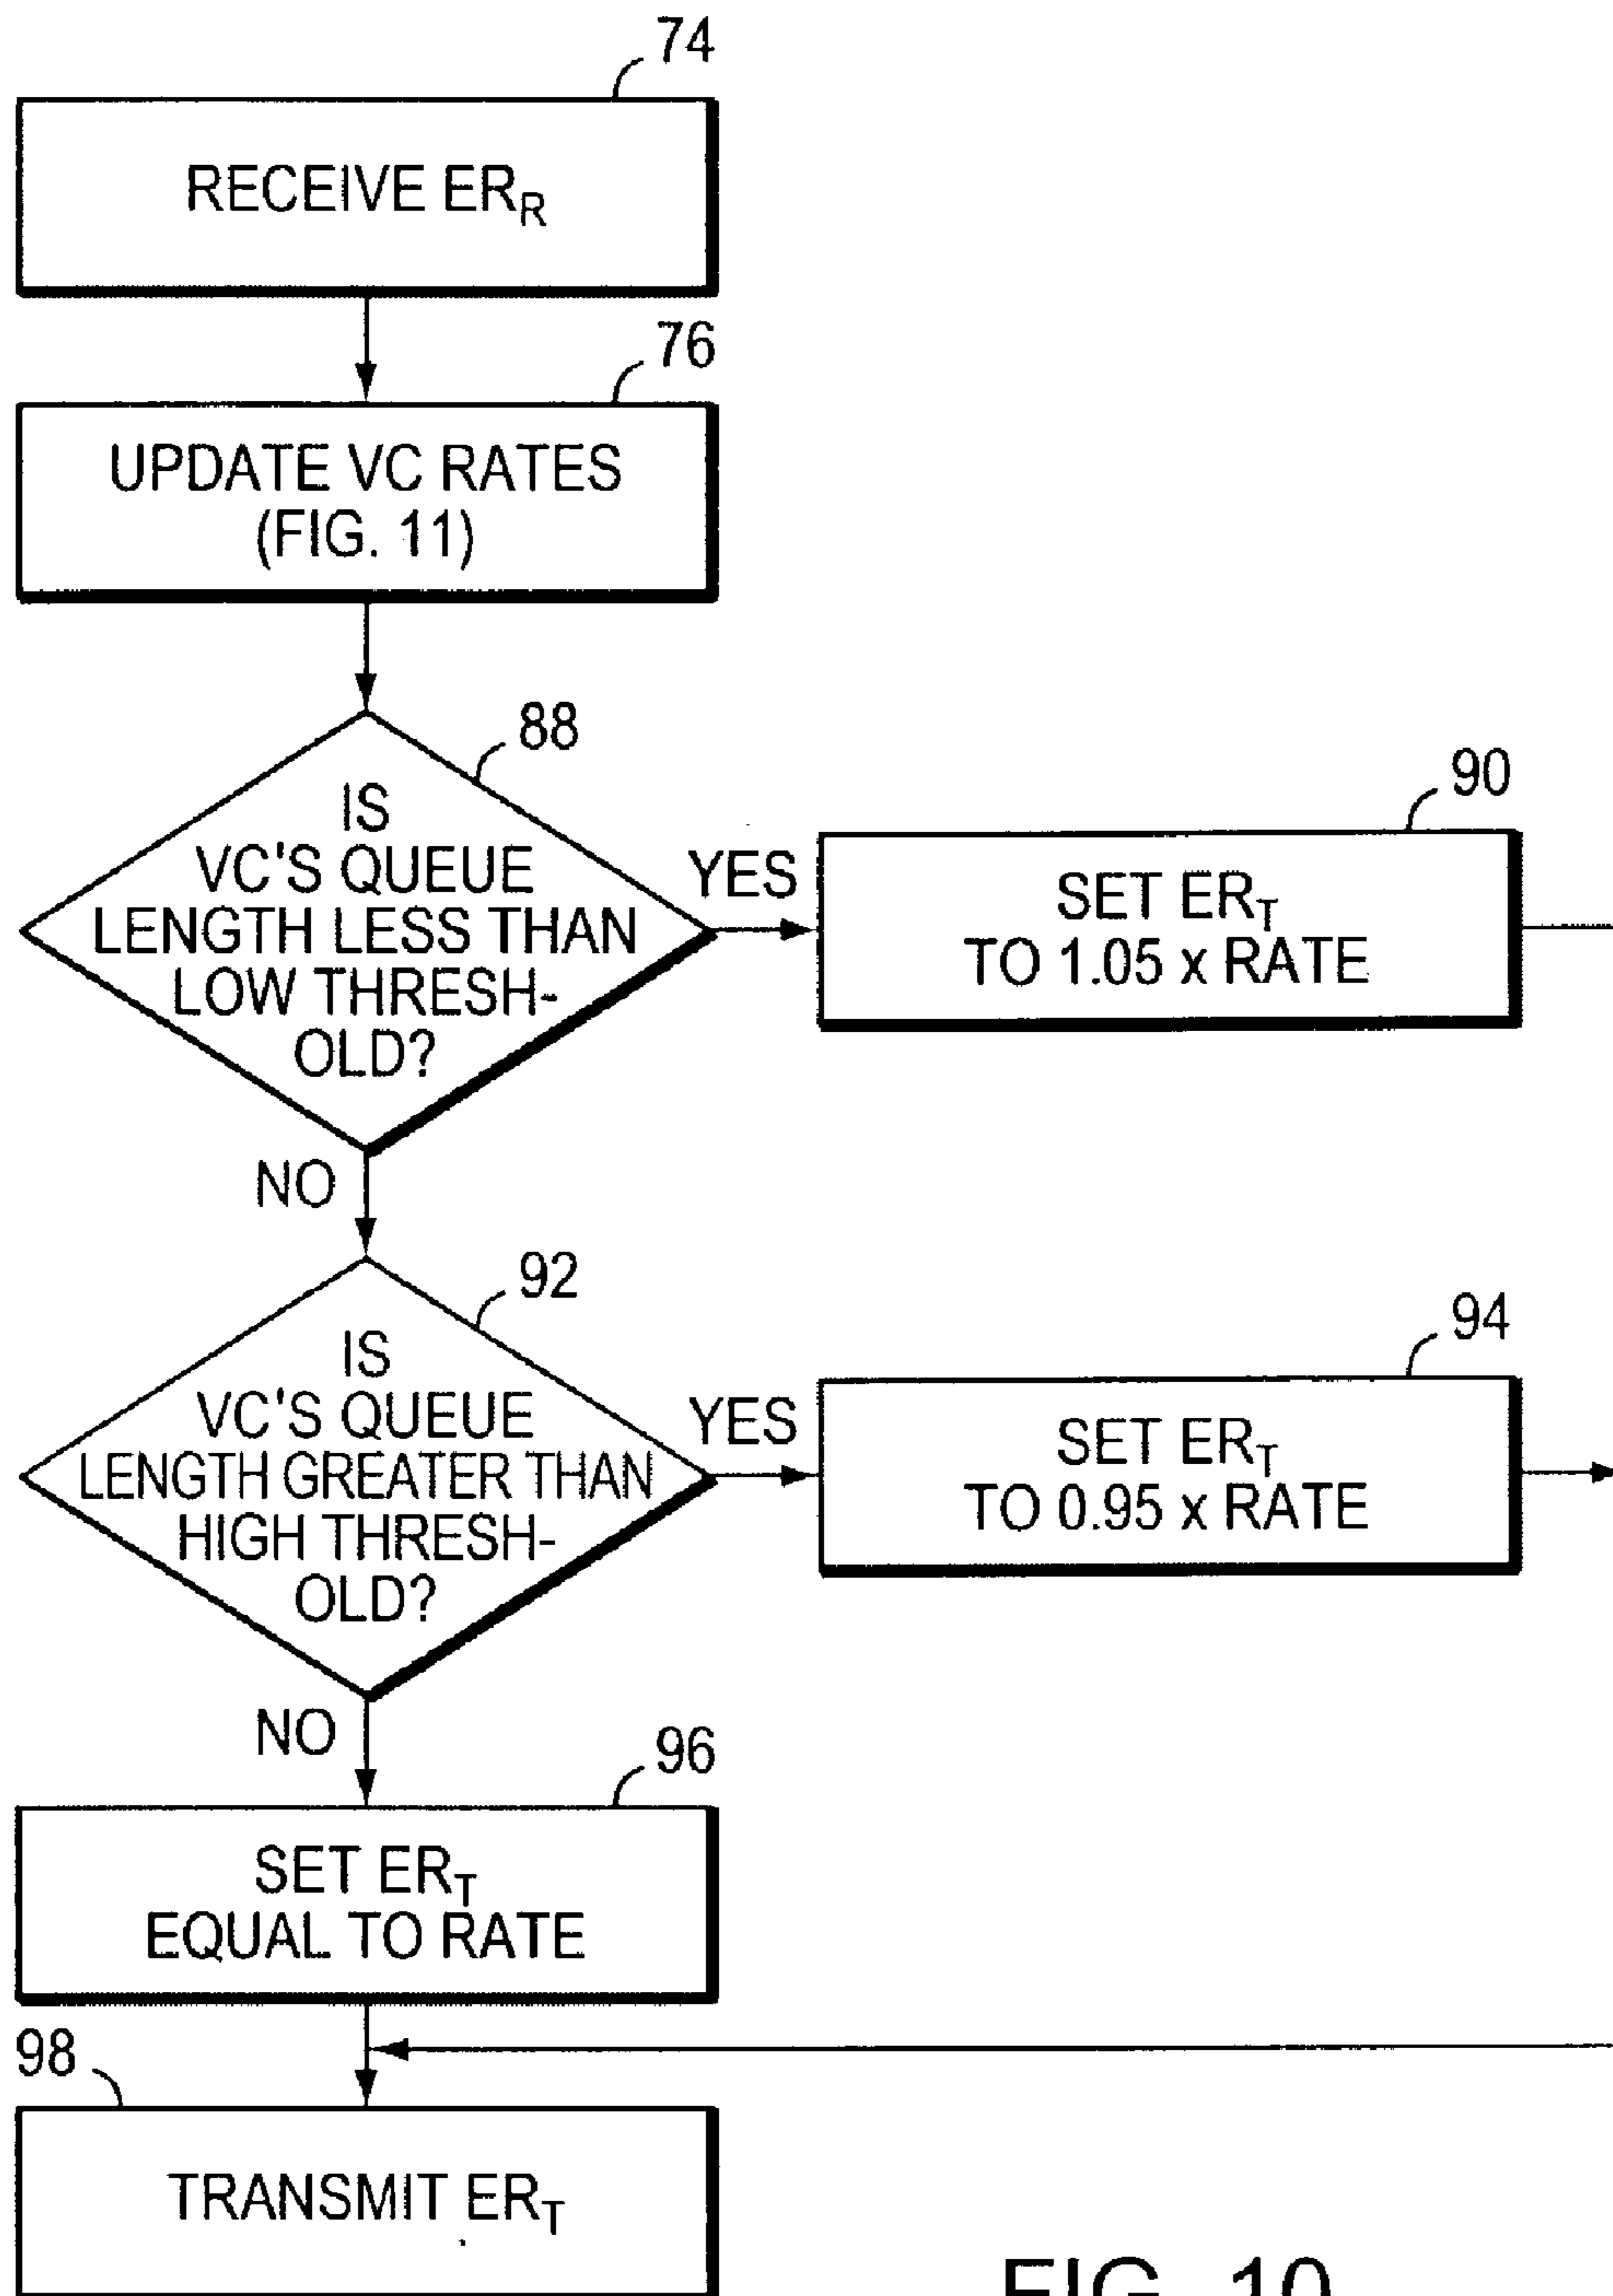 74
RECEIVE ER_R
76
UPDATE VC RATES
(FIG. 11)
88
IS
VC'S QUEUE
LENGTH LESS THAN
LOW THRESH-
OLD?
YES
90
SET ER_T
TO 1.05 x RATE
NO
92
IS
VC'S QUEUE
LENGTH GREATER THAN
HIGH THRESH-
OLD?
YES
94
SET ER_T
TO 0.95 x RATE
NO
96
SET ER_T
EQUAL TO RATE
98
TRANSMIT ER_T
FIG. 10